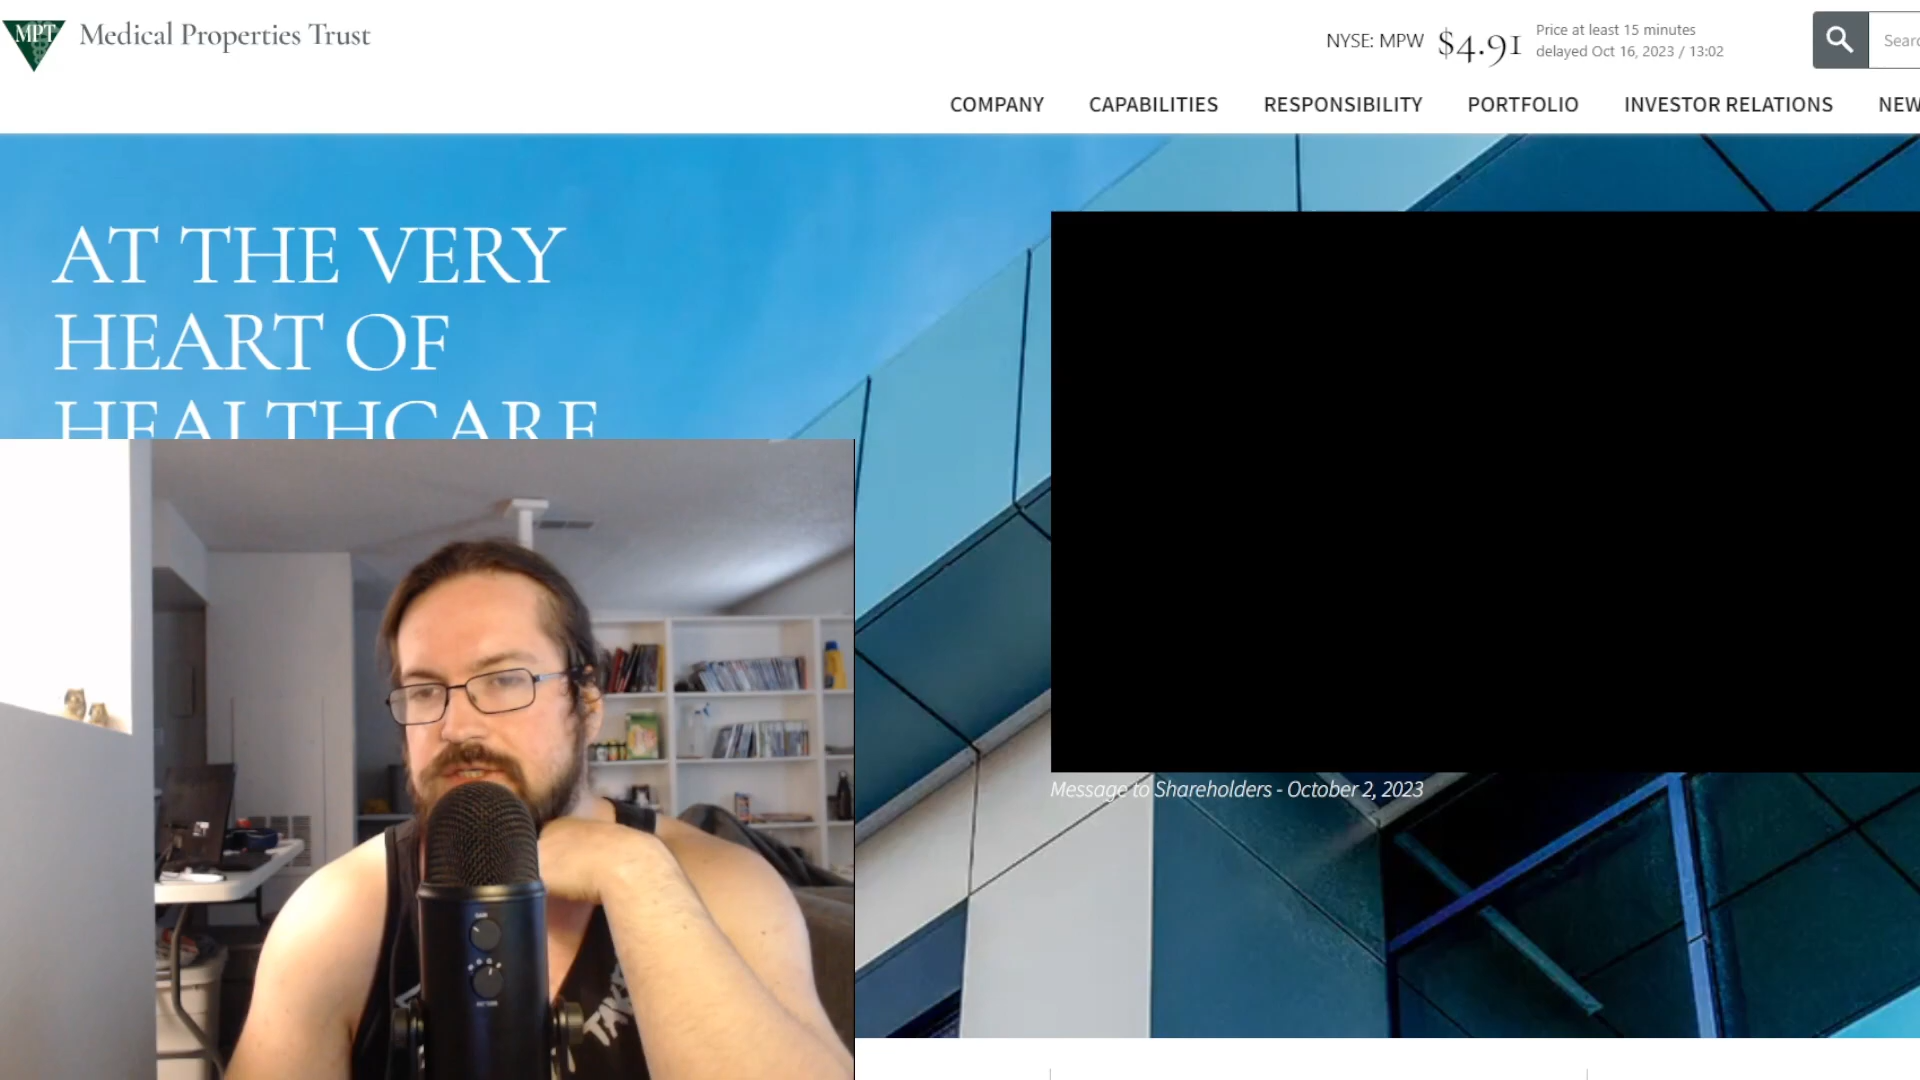 MPT
Medical Properties Trust
NYSE: MPW
$4.91
Price at least 15 minutes
delayed Oct 16, 2023 / 13:02
COMPANY
CAPABILITIES
RESPONSIBILITY
PORTFOLIO
INVESTOR RELATIONS
AT THE VERY
HEART OF
HEALTHCARE
Message to Shareholders - October 2, 2023